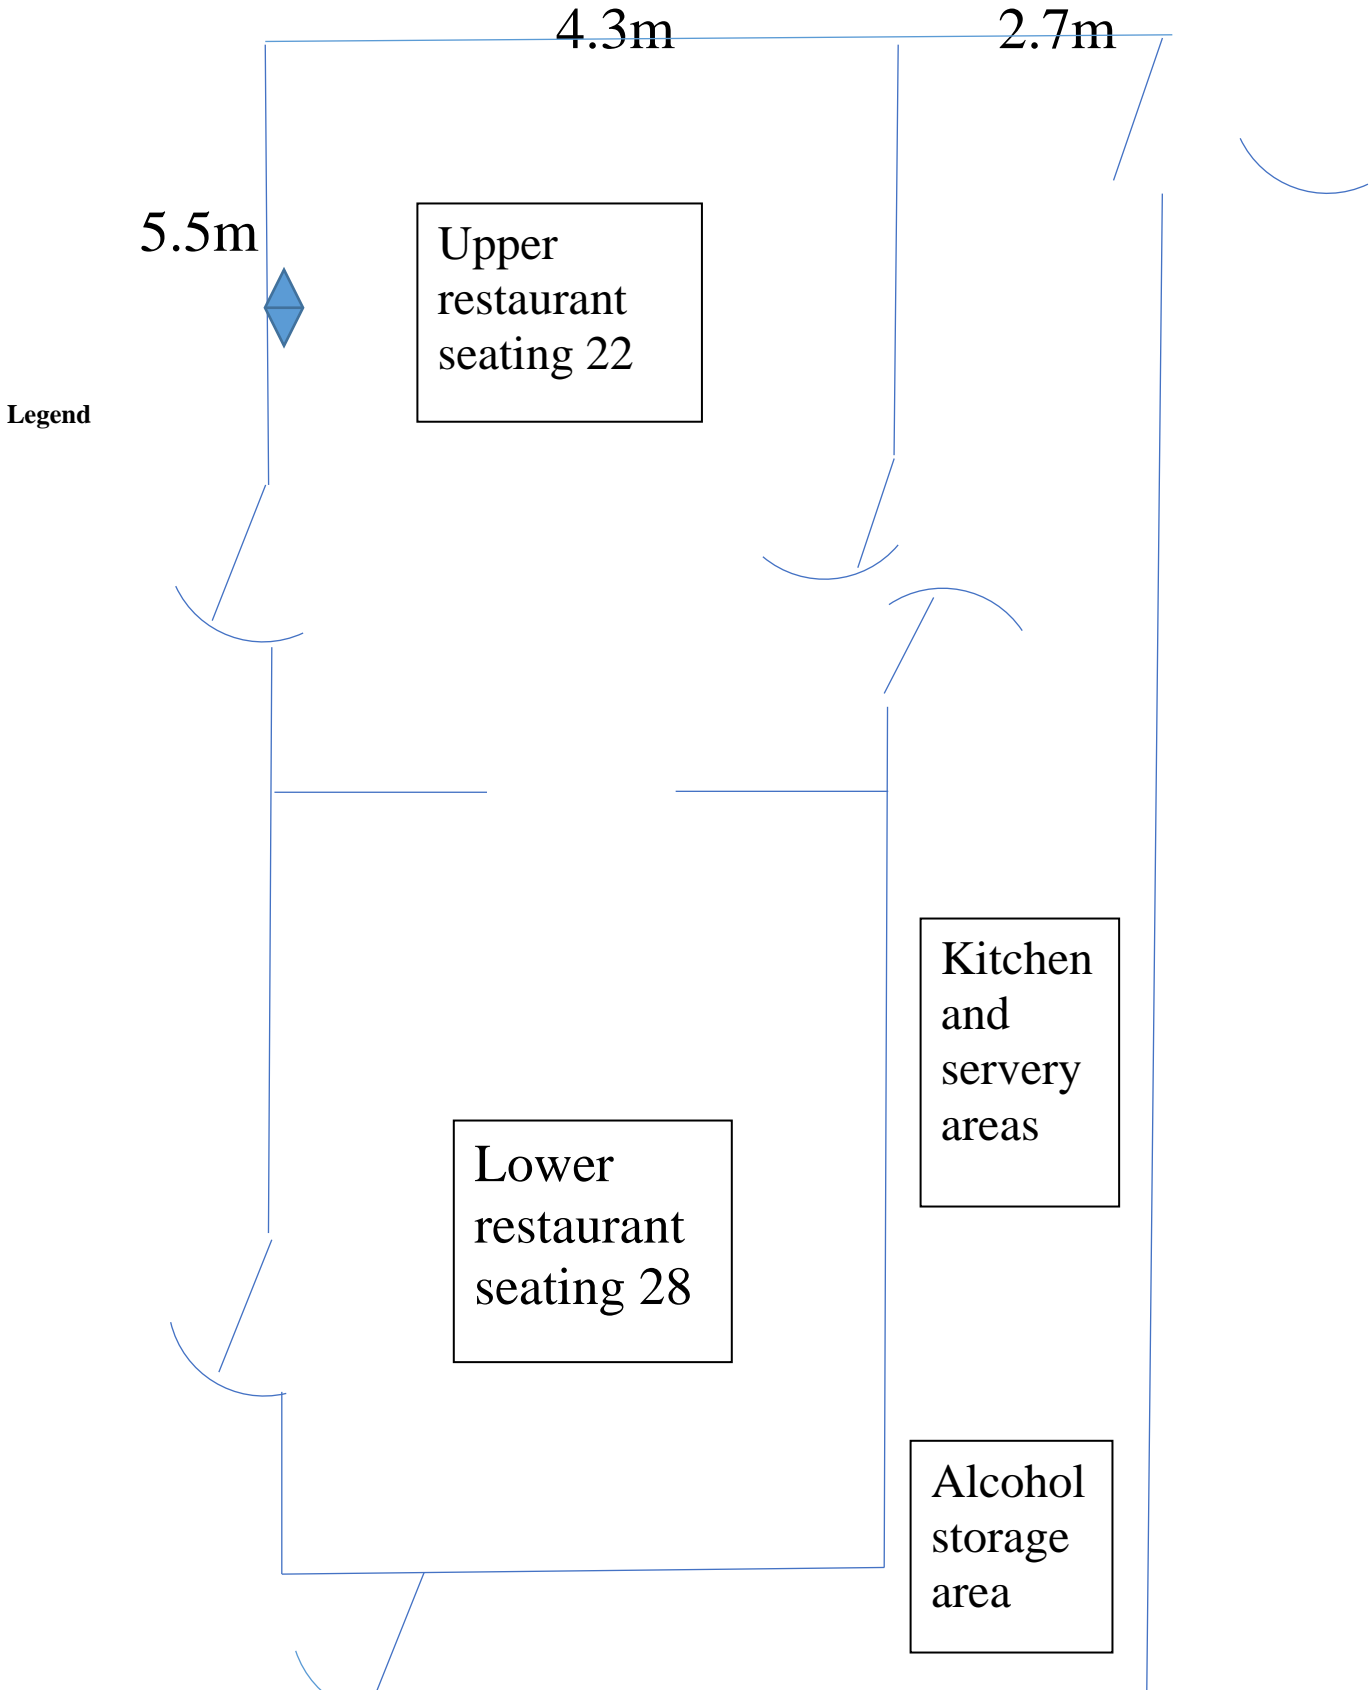 4.3m
2.7m
5.5m
Upper
restaurant
seating 22
Legend
Kitchen
and
servery
areas
Lower
restaurant
seating 28
Alcohol
storage
area